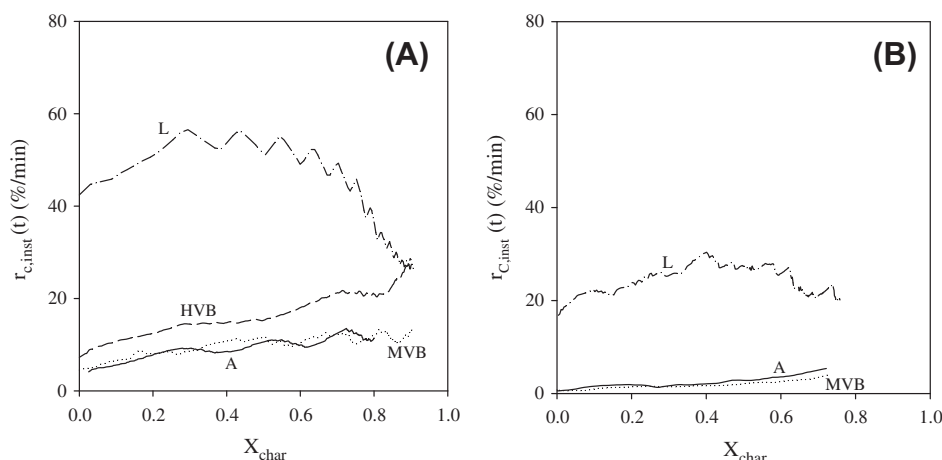 (A)
80
60
40
20
0
r_c,inst (t) (%/min)
L
HVB
A
MVB
0.0 0.2 0.4 0.6 0.8 1.0
X_char
(B)
80
60
40
20
0
r_C,inst (t) (%/min)
L
A
MVB
0.0 0.2 0.4 0.6 0.8 1.0
X_char